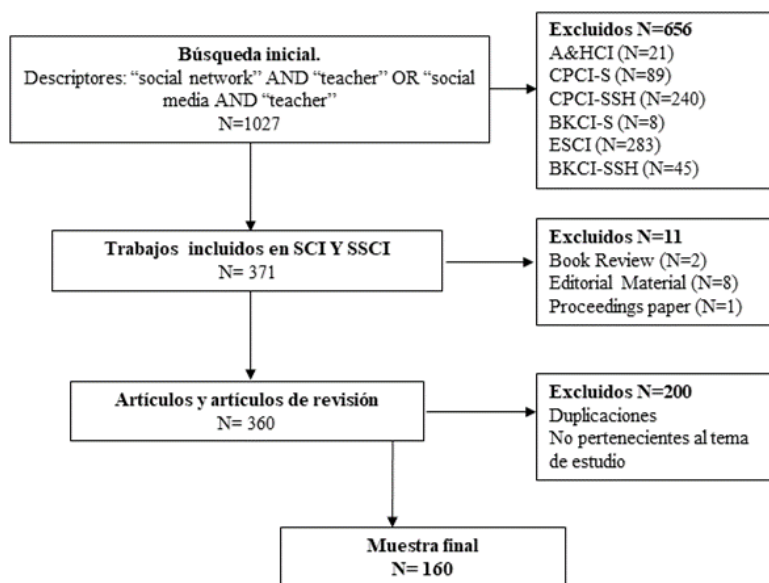 Búsqueda inicial.
Descriptores: “social network” AND “teacher” OR “social
media AND “teacher”
N=1027
Excluidos N=656
A&HCI (N=21)
CPCI-S (N=89)
CPCI-SSH (N=240)
BKCI-S (N=8)
ESCI (N=283)
BKCI-SSH (N=45)
Trabajos incluidos en SCI Y SSCI
N= 371
Excluidos N=11
Book Review (N=2)
Editorial Material (N=8)
Proceedings paper (N=1)
Artículos y artículos de revisión
N= 360
Excluidos N=200
Duplicaciones
No pertenecientes al tema
de estudio
Muestra final
N= 160